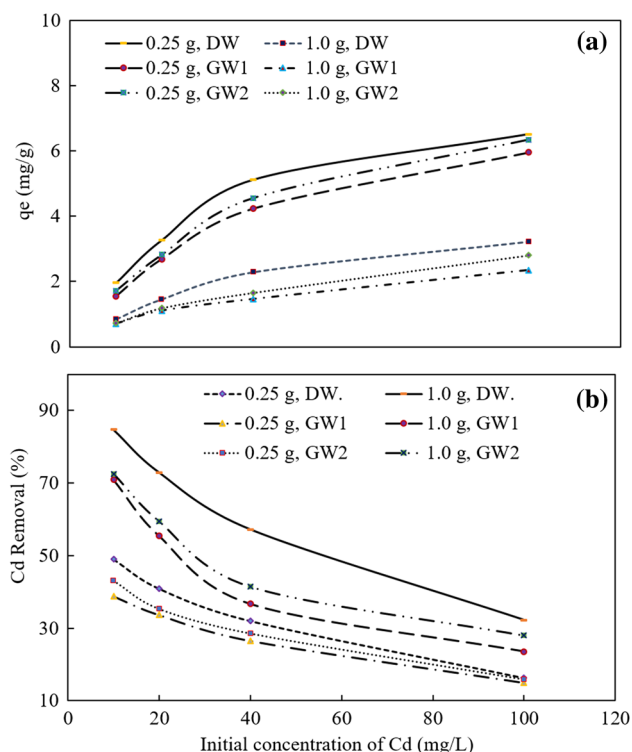 10
8
6
4
2
0
qe (mg/g)
(a)
0.25 g, DW
1.0 g, DW
0.25 g, GW1
1.0 g, GW1
0.25 g, GW2
1.0 g, GW2
90
70
50
30
10
Cd Removal (%)
(b)
0.25 g, DW.
1.0 g, DW.
0.25 g, GW1
1.0 g, GW1
0.25 g, GW2
1.0 g, GW2
0 20 40 60 80 100 120
Initial concentration of Cd (mg/L)